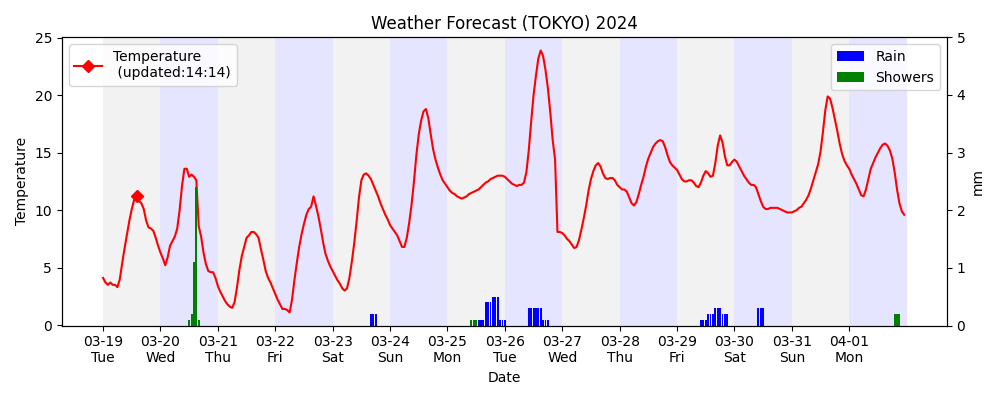 Weather Forecast (TOKYO) 2024
Temperature
(updated:14:14)
Rain
Showers
Temperature
25
20
15
10
5
0
5
4
3
2
1
0
mm
03-19 03-20 03-21 03-22 03-23 03-24 03-25 03-26 03-27 03-28 03-29 03-30 03-31 04-01
Tue Wed Thu Fri Sat Sun Mon Tue Wed Thu Fri Sat Sun Mon
Date